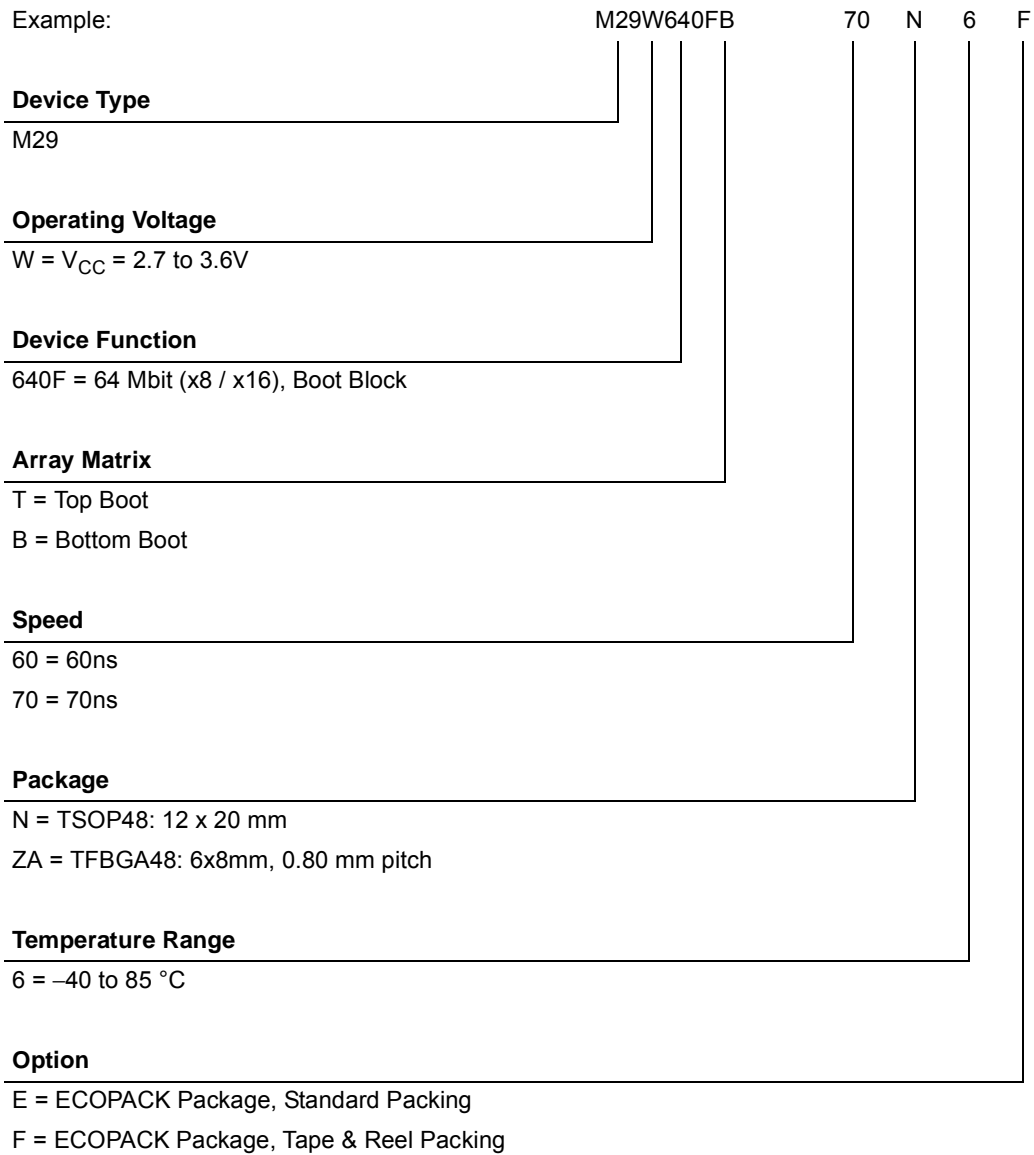 Example: M29W640FB 70 N 6 F
Device Type
M29
Operating Voltage
W = VCC = 2.7 to 3.6V
Device Function
640F = 64 Mbit (x8 / x16), Boot Block
Array Matrix
T = Top Boot
B = Bottom Boot
Speed
60 = 60ns
70 = 70ns
Package
N = TSOP48: 12 x 20 mm
ZA = TFBGA48: 6x8mm, 0.80 mm pitch
Temperature Range
6 = –40 to 85 °C
Option
E = ECOPACK Package, Standard Packing
F = ECOPACK Package, Tape & Reel Packing